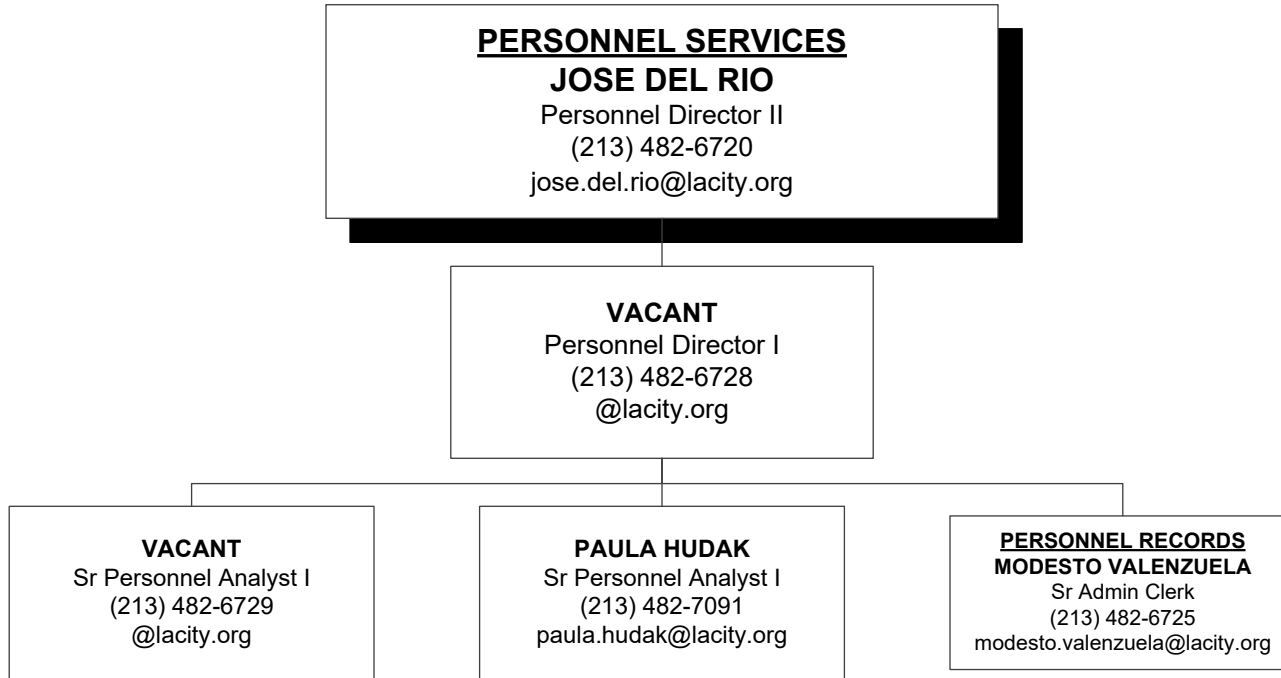 PERSONNEL SERVICES
JOSE DEL RIO
Personnel Director II
(213) 482-6720
jose.del.rio@lacity.org
VACANT
Personnel Director I
(213) 482-6728
@lacity.org
VACANT
Sr Personnel Analyst I
(213) 482-6729
@lacity.org
PAULA HUDAK
Sr Personnel Analyst I
(213) 482-7091
paula.hudak@lacity.org
PERSONNEL RECORDS
MODESTO VALENZUELA
Sr Admin Clerk
(213) 482-6725
modesto.valenzuela@lacity.org